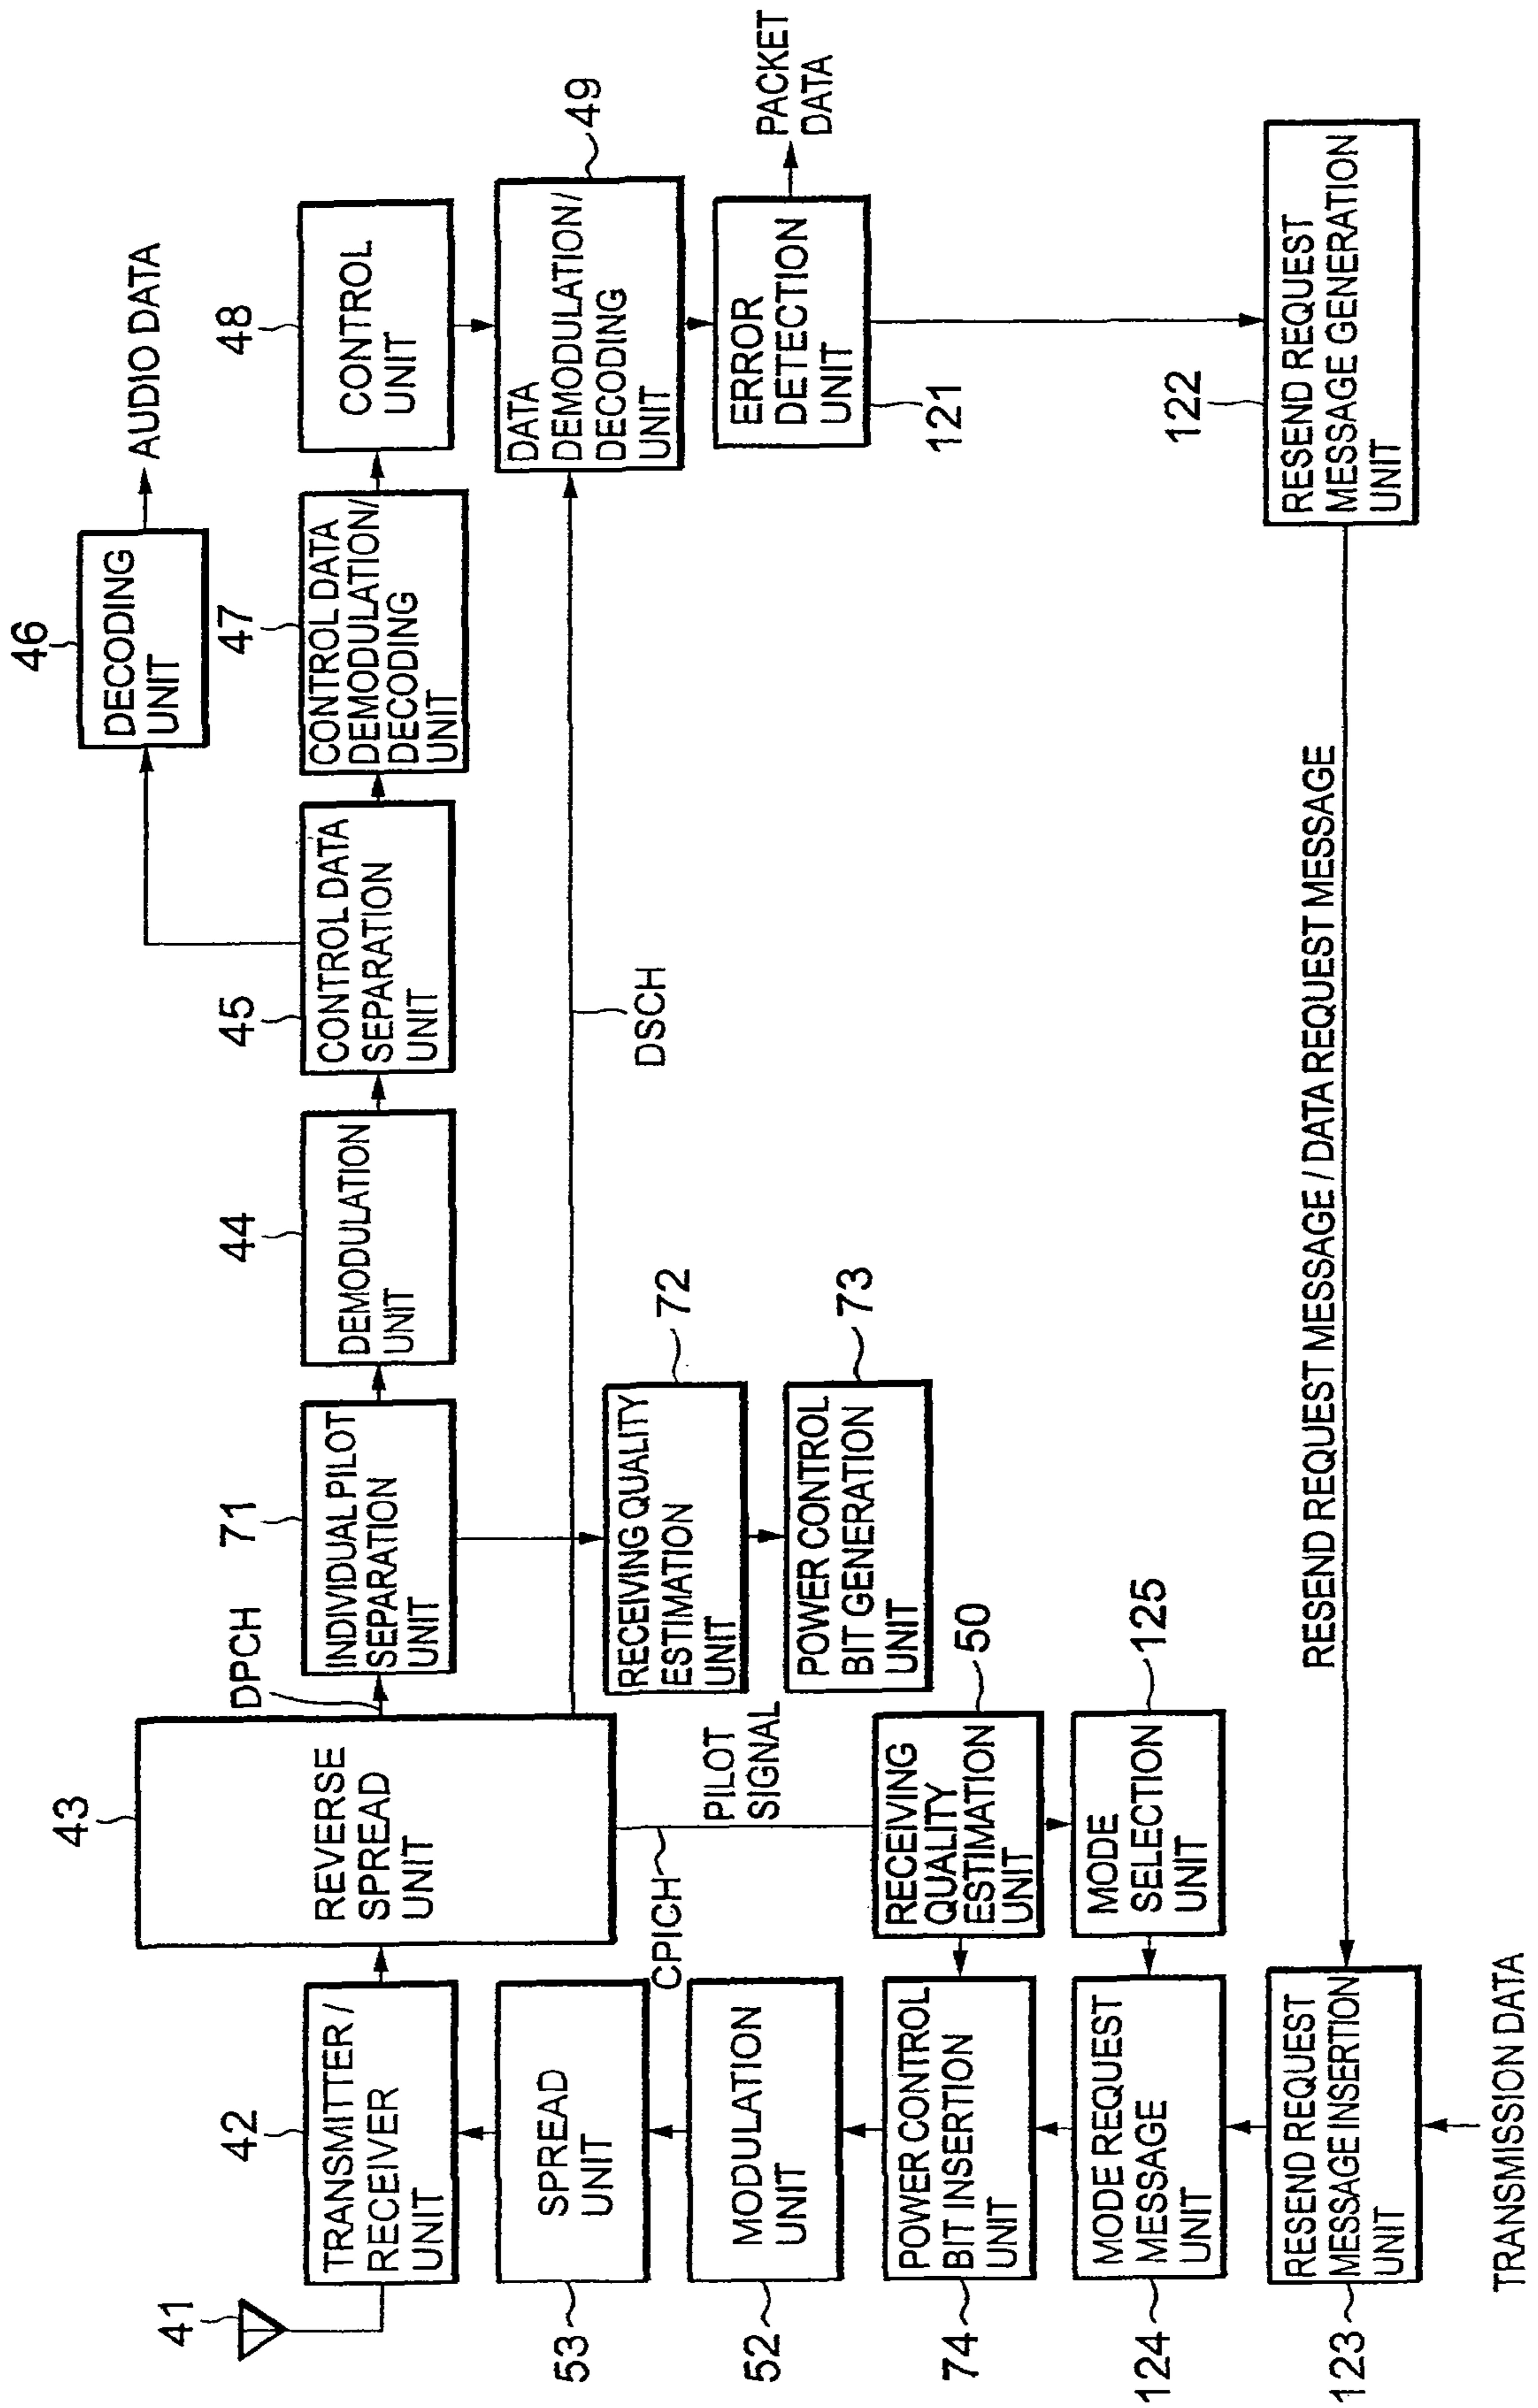 46
DECODING
UNIT
AUDIO DATA
43
REVERSE
SPREAD
UNIT
DPCH
71
INDIVIDUAL PILOT
SEPARATION
UNIT
44
DEMODULATION
UNIT
45
CONTROL DATA
SEPARATION
UNIT
47
CONTROL DATA
DEMODULATION/
DECODING
UNIT
48
CONTROL
UNIT
41
42
TRANSMITTER /
RECEIVER
UNIT
DSCH
49
DATA
DEMODULATION/
DECODING
UNIT
53
SPREAD
UNIT
CPICH
PILOT
SIGNAL
72
RECEIVING QUALITY
ESTIMATION
UNIT
121
ERROR
DETECTION
UNIT
PACKET
DATA
52
MODULATION
UNIT
73
POWER CONTROL
BIT GENERATION
UNIT
50
RECEIVING
QUALITY
ESTIMATION
UNIT
74
POWER CONTROL
BIT INSERTION
UNIT
125
MODE
SELECTION
UNIT
124
MODE REQUEST
MESSAGE
UNIT
122
RESEND REQUEST
MESSAGE GENERATION
UNIT
RESEND REQUEST MESSAGE / DATA REQUEST MESSAGE
123
RESEND REQUEST
MESSAGE INSERTION
UNIT
TRANSMISSION DATA